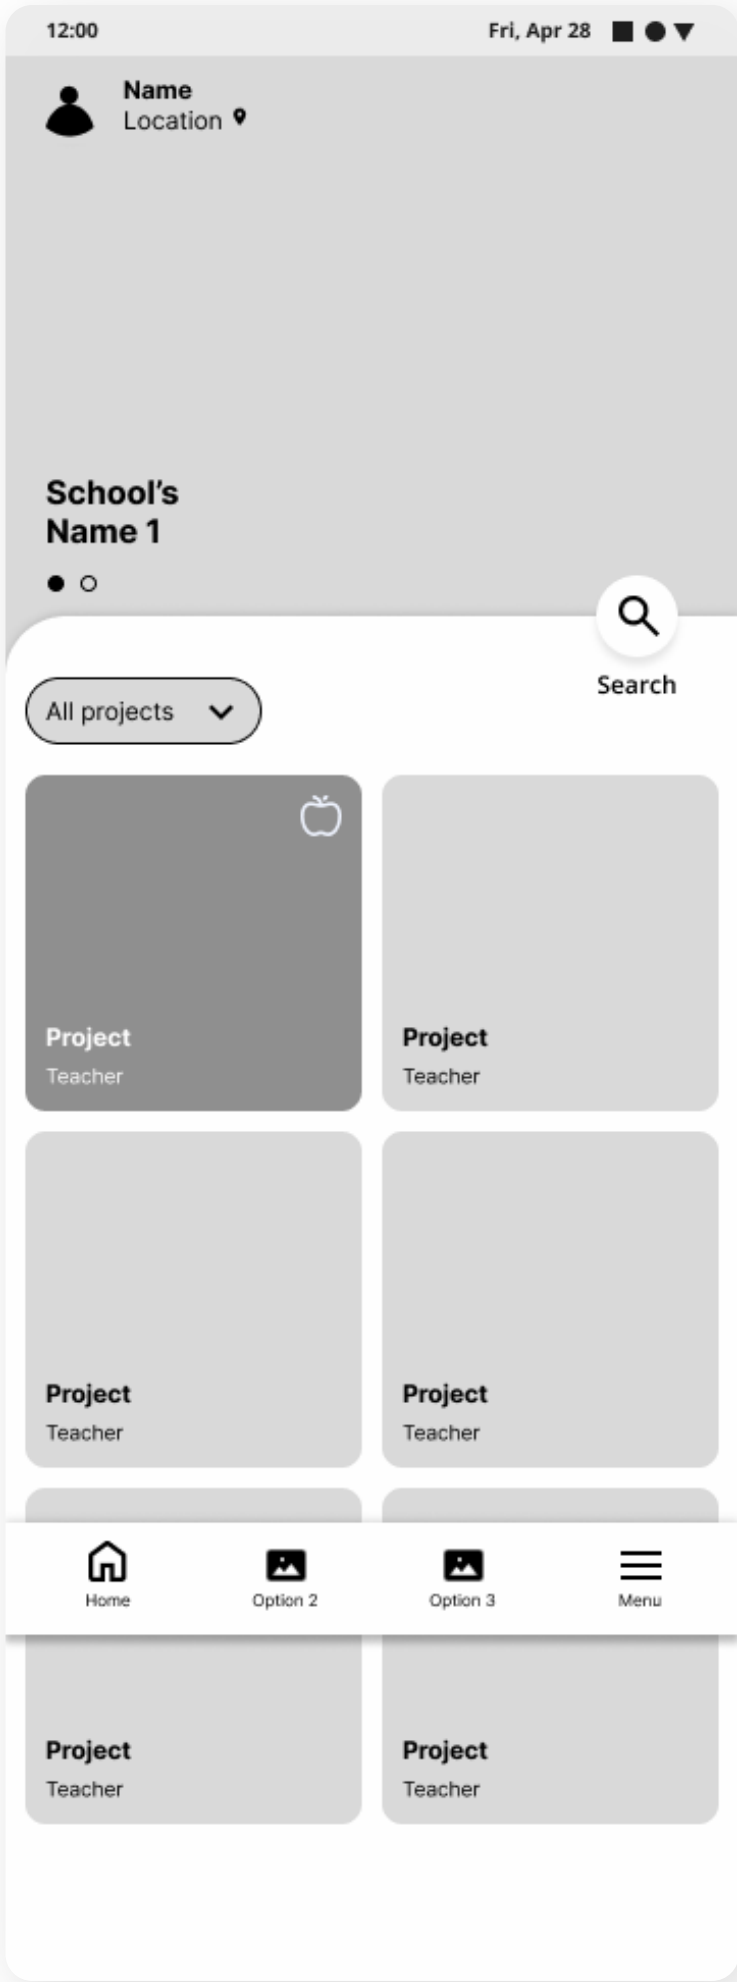 12:00
Fri, Apr 28
Name
Location
School’s
Name 1
Search
All projects
Project
Teacher
Project
Teacher
Project
Teacher
Project
Teacher
Home
Option 2
Option 3
Menu
Project
Teacher
Project
Teacher